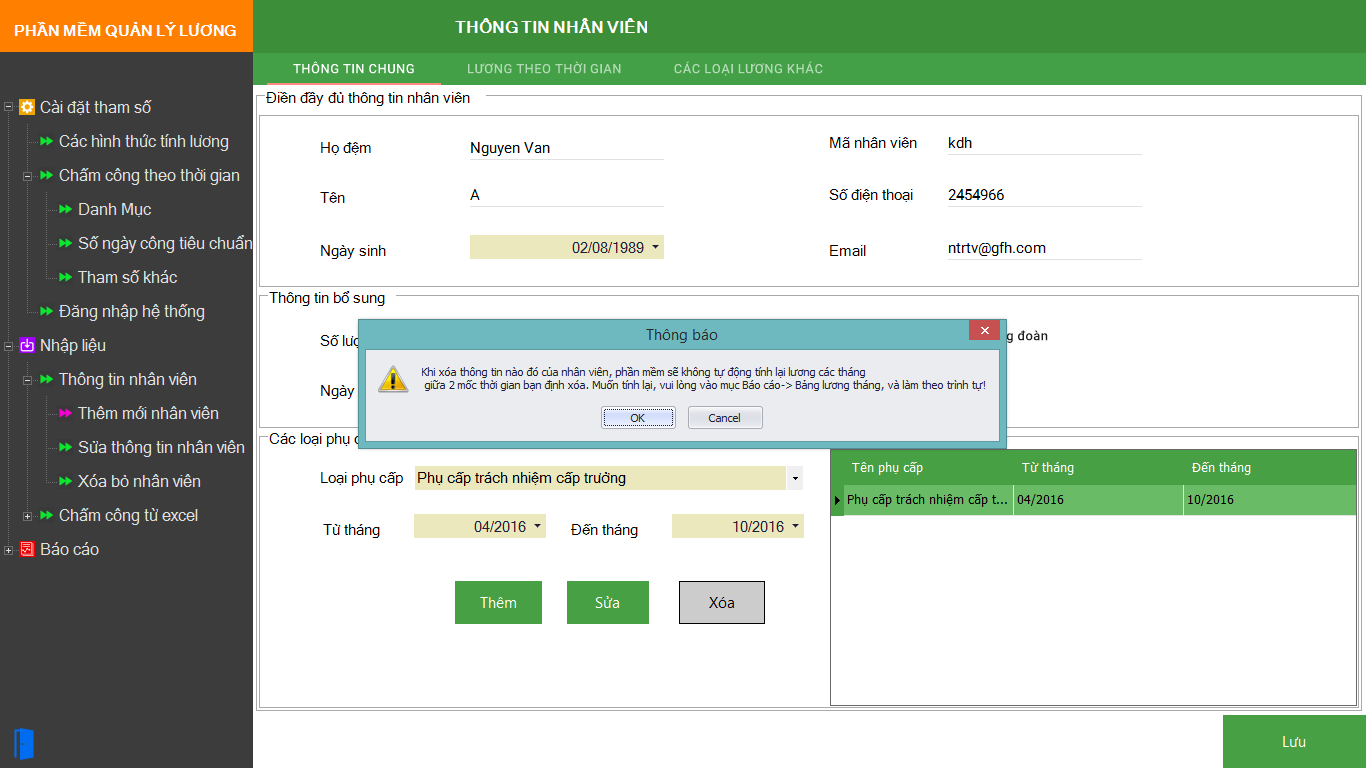 PHẦN MỀM QUẢN LÝ LƯƠNG
Cài đặt tham số
Các hình thức tính lương
Chấm công theo thời gian
Danh Mục
Số ngày công tiêu chuẩn
Tham số khác
Đăng nhập hệ thống
Nhập liệu
Thông tin nhân viên
Thêm mới nhân viên
Sửa thông tin nhân viên
Xóa bỏ nhân viên
Chấm công từ excel
Báo cáo
THÔNG TIN NHÂN VIÊN
THÔNG TIN CHUNG LƯƠNG THEO THỜI GIAN CÁC LOẠI LƯƠNG KHÁC
Điền đầy đủ thông tin nhân viên
Họ đệm Nguyen Van Mã nhân viên kdh
Tên A Số điện thoại 2454966
Ngày sinh 02/08/1989 Email ntrtv@gfh.com
Thông tin bổ sung
Số đoàn
Ngày
Thông báo
Khi xóa thông tin nào đó của nhân viên, phần mềm sẽ không tự động tính lại lương các tháng
giữa 2 mốc thời gian bạn định xóa. Muốn tính lại, vui lòng vào mục Báo cáo-> Bảng lương tháng, và làm theo trình tự!
OK Cancel
Các loại phụ
Loại phụ cấp Phụ cấp trách nhiệm cấp trưởng
Từ tháng 04/2016 Đến tháng 10/2016
Thêm Sửa Xóa
Tên phụ cấp Từ tháng Đến tháng
Phụ cấp trách nhiệm cấp t... 04/2016 10/2016
Lưu